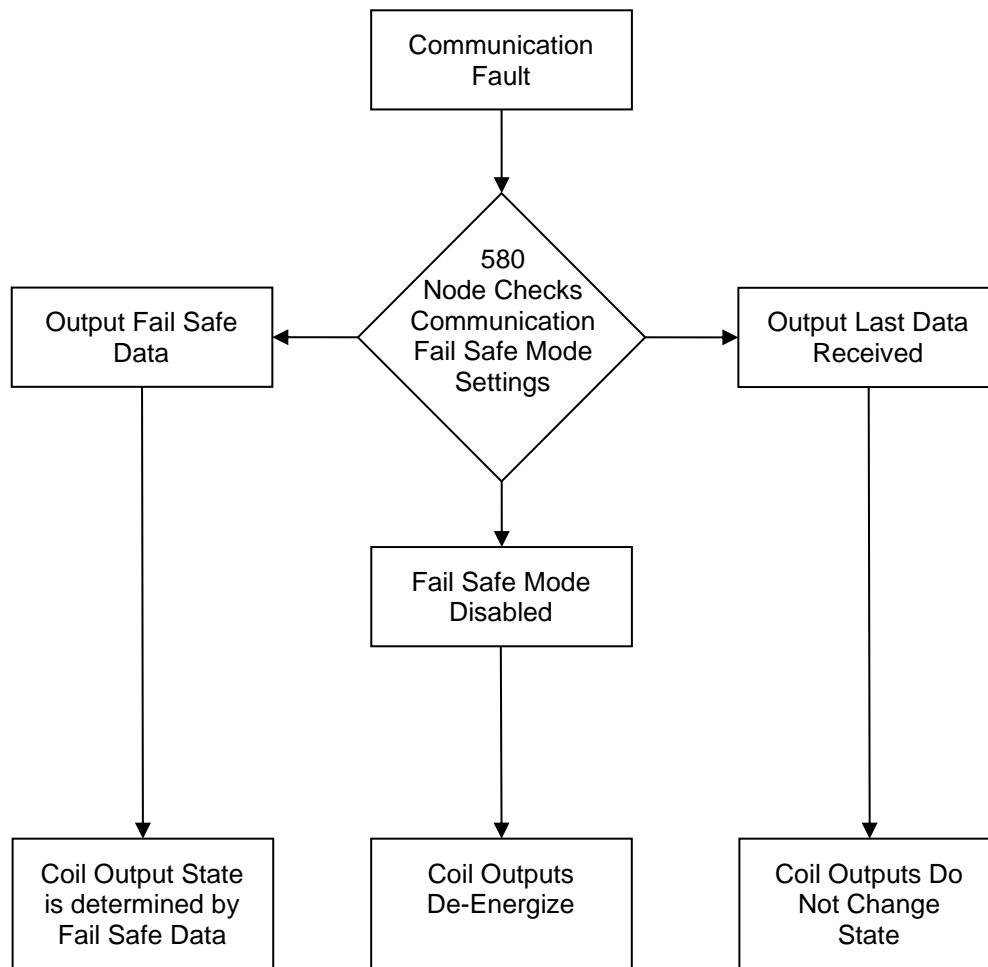 Communication
Fault
580
Node Checks
Communication
Fail Safe Mode
Settings
Output Fail Safe
Data
Output Last Data
Received
Fail Safe Mode
Disabled
Coil Output State
is determined by
Fail Safe Data
Coil Outputs
De-Energize
Coil Outputs Do
Not Change
State